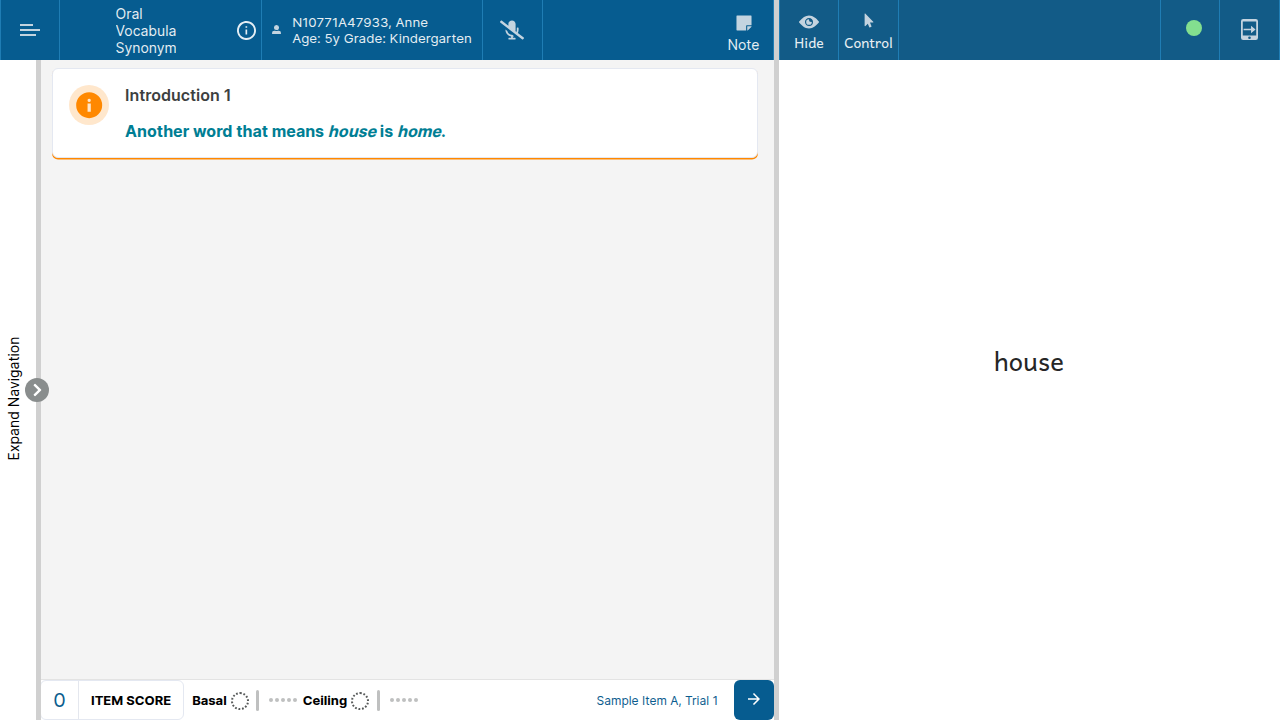 Oral
Vocabula
Synonym
N10771A47933, Anne
Age: 5y Grade: Kindergarten
Note
Hide
Control
Introduction 1
Another word that means house is home.
Expand Navigation
house
0
ITEM SCORE
Basal
Ceiling
Sample Item A, Trial 1